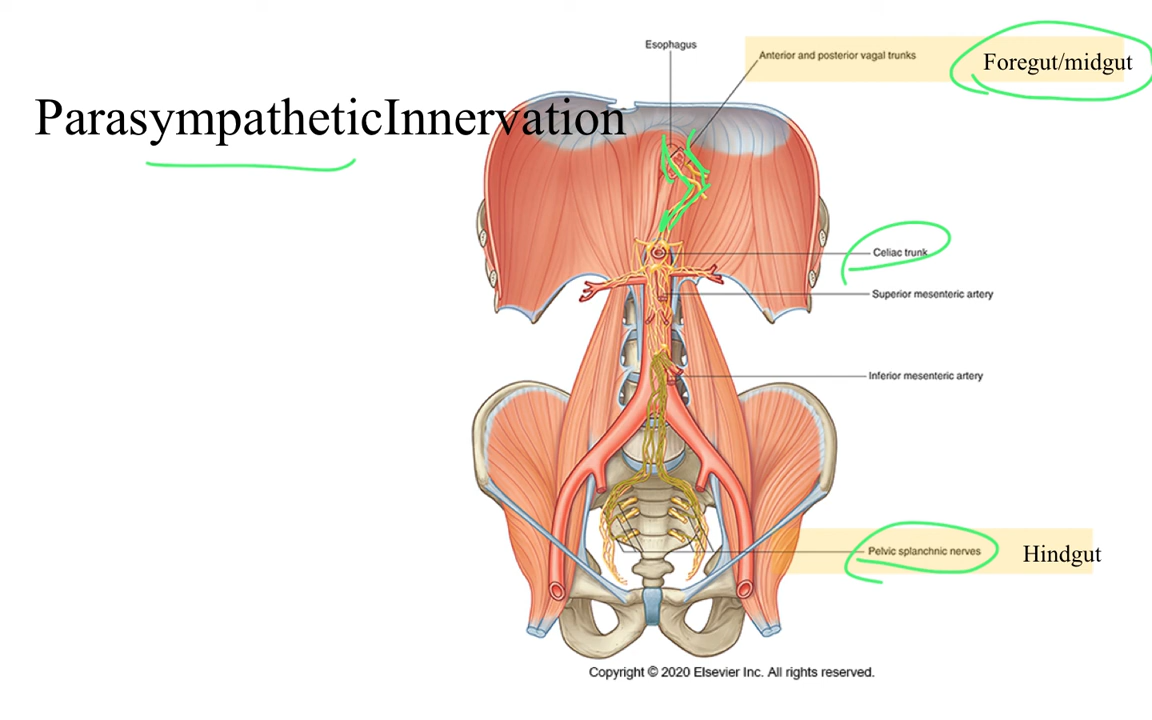 Esophagus
Anterior and posterior vagal trunks
Foregut/midgut
ParasympatheticInnervation
Celiac trunk
Superior mesenteric artery
Inferior mesenteric artery
Pelvic splanchnic nerves
Hindgut
Copyright © 2020 Elsevier Inc. All rights reserved.